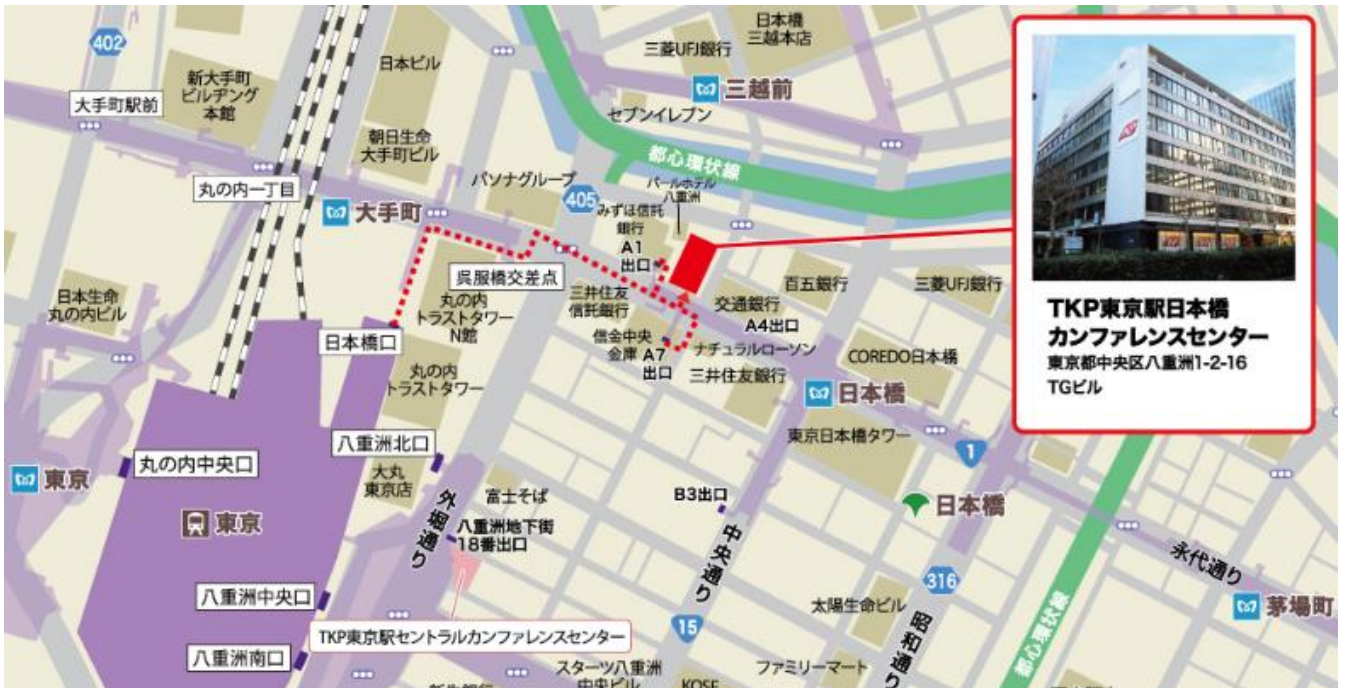 402
新大手町
ビルヂング
本館
大手町駅前
日本ビル
朝日生命
大手町ビル
丸の内一丁目
大手町
日本橋
三越本店
三菱UFJ銀行
三越前
セブンイレブン
都心環状線
パールホテル
八重洲
パソナグループ
405
みずほ信託
銀行
A1
出口
呉服橋交差点
三井住友
信託銀行
信金中央
金庫 A7
出口
交通銀行
A4出口
百五銀行
三菱UFJ銀行
ナチュラルローソン
三井住友銀行
COREDO日本橋
TKP
TKP東京駅日本橋
カンファレンスセンター
東京都中央区八重洲1-2-16
TGビル
日本生命
丸の内ビル
日本橋口
丸の内
トラストタワー
N館
丸の内
トラストタワー
日本橋
東京日本橋タワー
1
日本橋
東京
丸の内中央口
東京
八重洲北口
大丸
東京店
外堀通り
富士そば
八重洲地下街
18番出口
B3出口
中央通り
15
316
昭和通り
太陽生命ビル
都心環状線
永代通り
茅場町
八重洲中央口
八重洲南口
TKP東京駅セントラルカンファレンスセンター
スターツ八重洲
中央ビル
KOSE
ファミリーマート
新生銀行